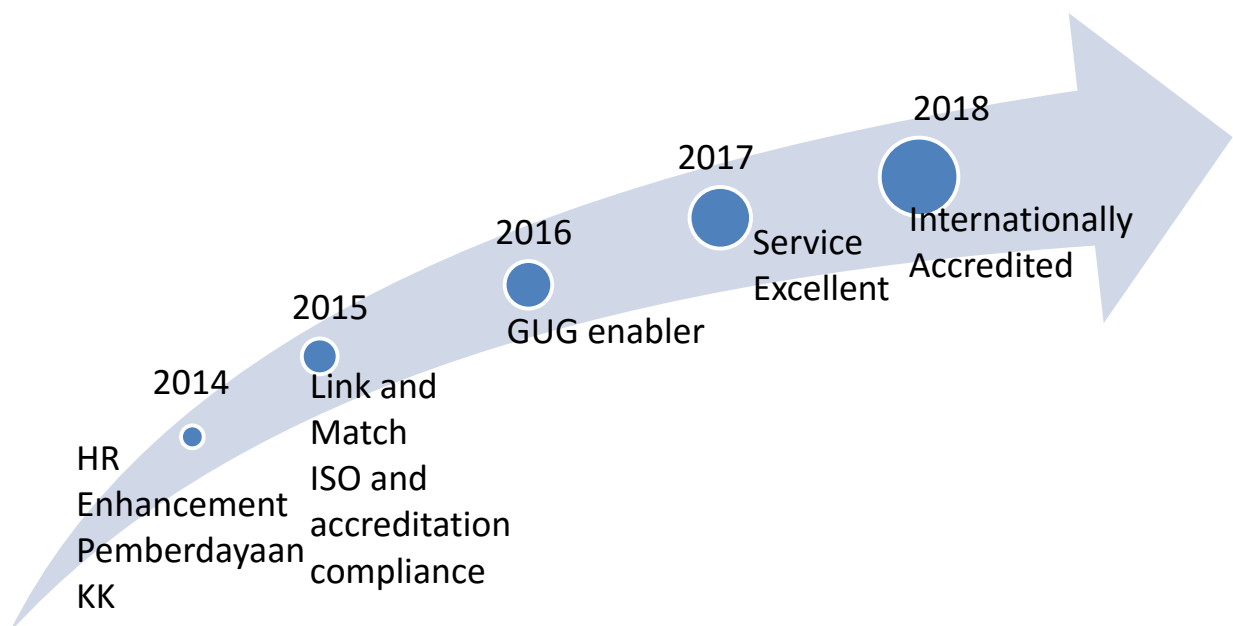 2014
HR
Enhancement
Pemberdayaan
KK
2015
Link and
Match
ISO and
accreditation
compliance
2016
GUG enabler
2017
Service
Excellent
2018
Internationally
Accredited